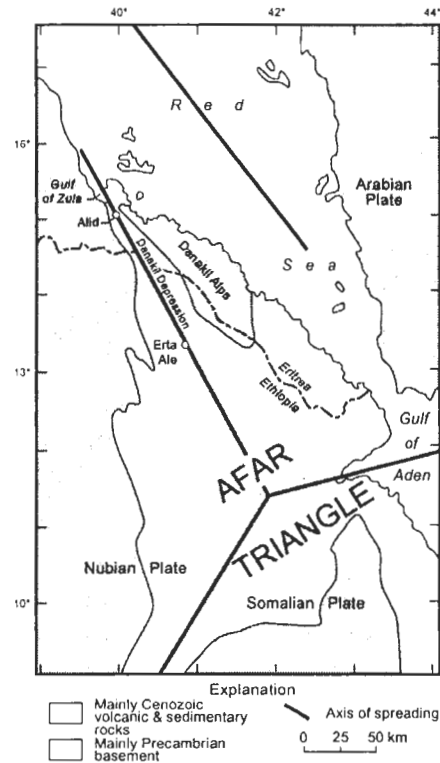 40°
42°
44°
R e d
16°
Gulf
of Zula
Arabian
Plate
Alid
S e a
Danakil Alps
Danakil Depression
Erta
Ale
13°
Eritrea
Ethiopia
Gulf
of
Aden
AFAR
TRIANGLE
Nubian Plate
10°
Somalian Plate
Explanation
Mainly Cenozoic
volcanic & sedimentary
rocks
Mainly Precambrian
basement
Axis of spreading
0 25 50 km